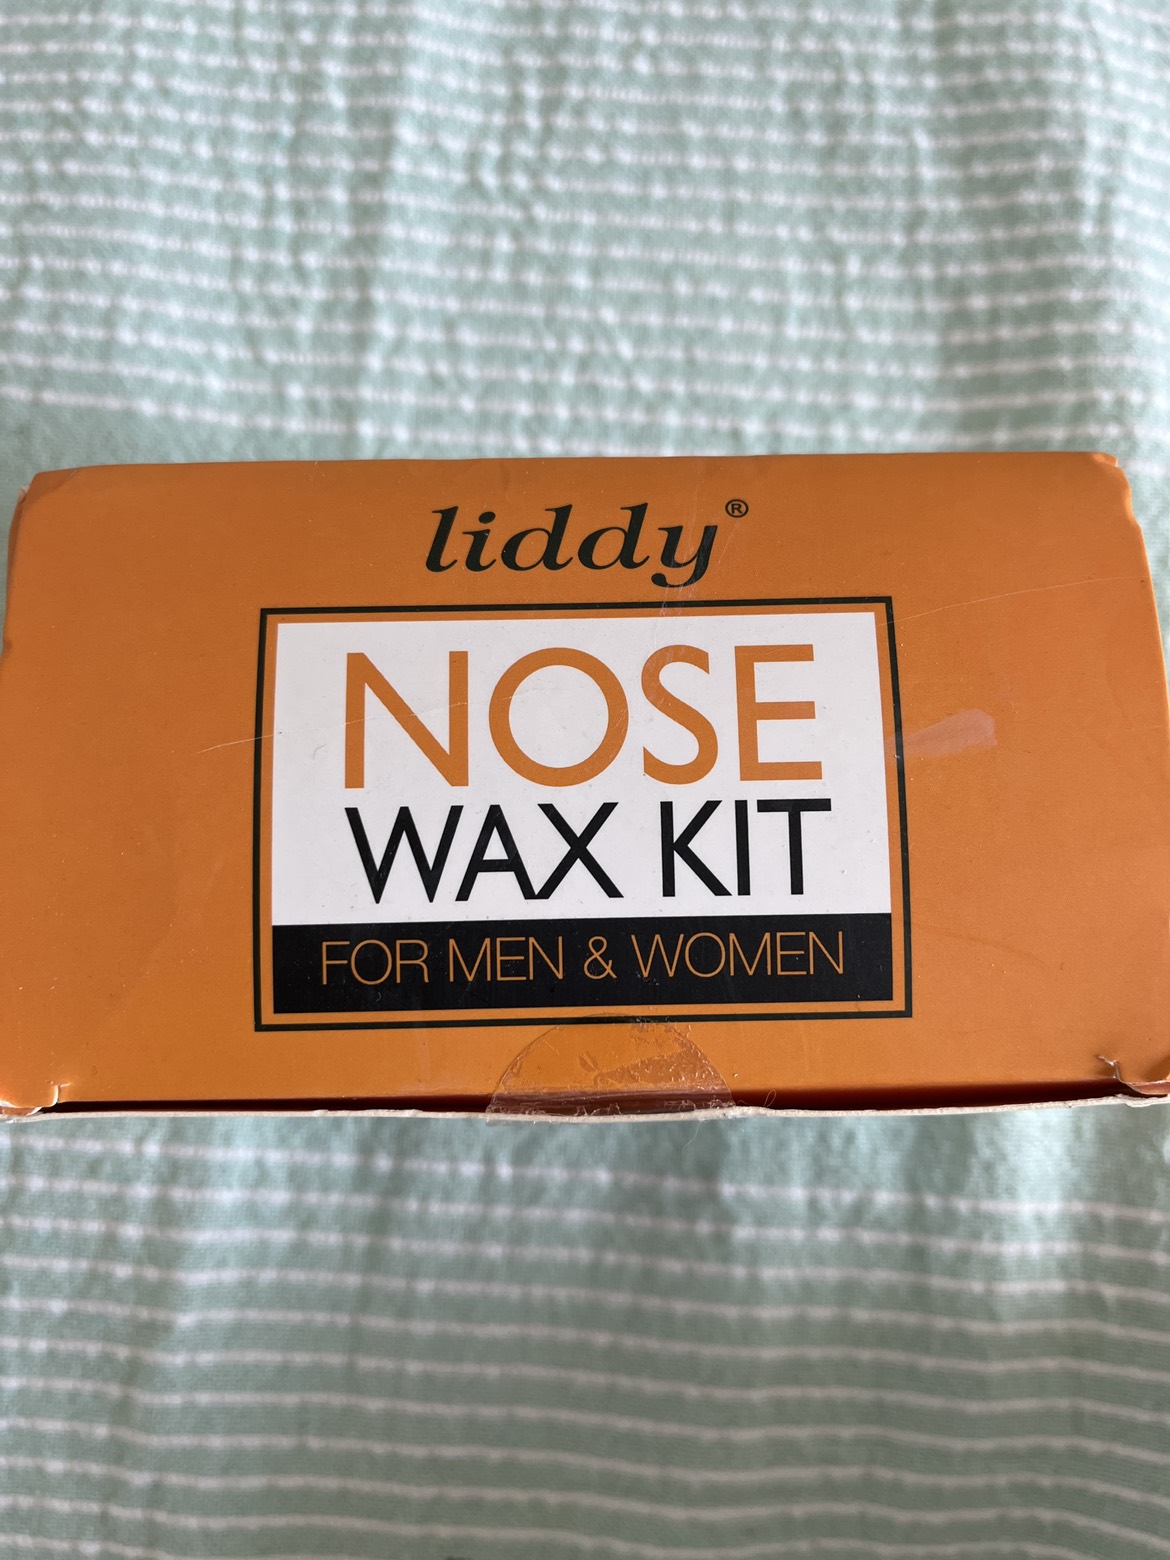 liddy®
NOSE
WAX KIT
FOR MEN & WOMEN